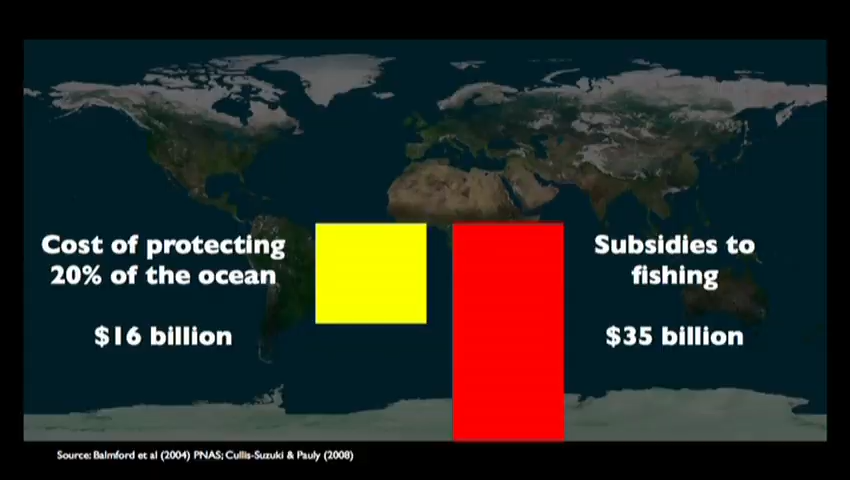 Cost of protecting
20% of the ocean
$16 billion
Subsidies to
fishing
$35 billion
Source: Balmford et al (2004) PNAS; Cullis-Suzuki & Pauly (2008)